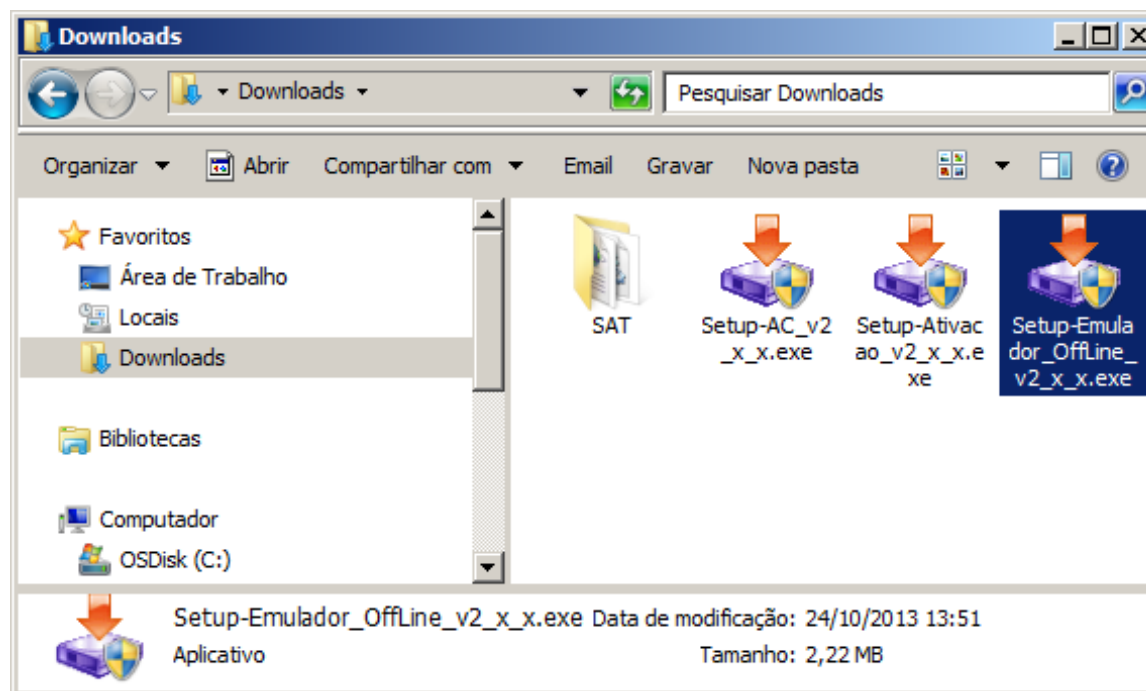 Downloads
Downloads
Pesquisar Downloads
Organizar
Abrir
Compartilhar com
Email
Gravar
Nova pasta
Favoritos
Área de Trabalho
Locais
Downloads
Bibliotecas
Computador
OSDisk (C:)
SAT
Setup-AC_v2
_x_x.exe
Setup-Ativac
ao_v2_x_x.e
xe
Setup-Emula
dor_OffLine_
v2_x_x.exe
Setup-Emulador_OffLine_v2_x_x.exe Data de modificação: 24/10/2013 13:51
Aplicativo Tamanho: 2,22 MB